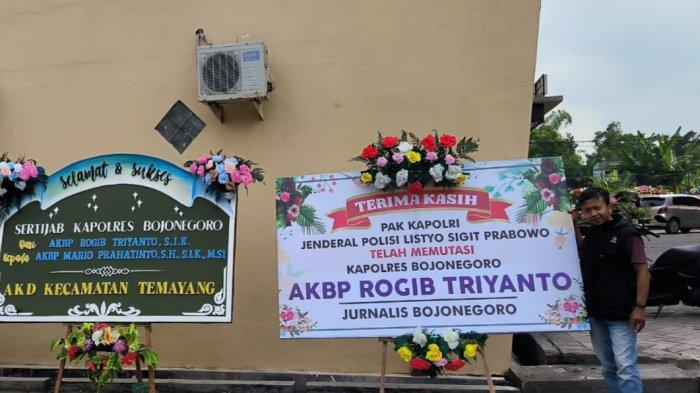 Selamat & Sukses
SERTIJAB KAPOLRES BOJONEGORO
Dari AKBP ROGIB TRIYANTO, S.I.K.
Kepada AKBP MARIO PRAHATINTO, S.H., S.I.K., M.SI
AKD KECAMATAN TEMAYANG
TERIMA KASIH
PAK KAPOLRI
JENDERAL POLISI LISTYO SIGIT PRABOWO
TELAH MEMUTASI
KAPOLRES BOJONEGORO
AKBP ROGIB TRIYANTO
JURNALIS BOJONEGORO